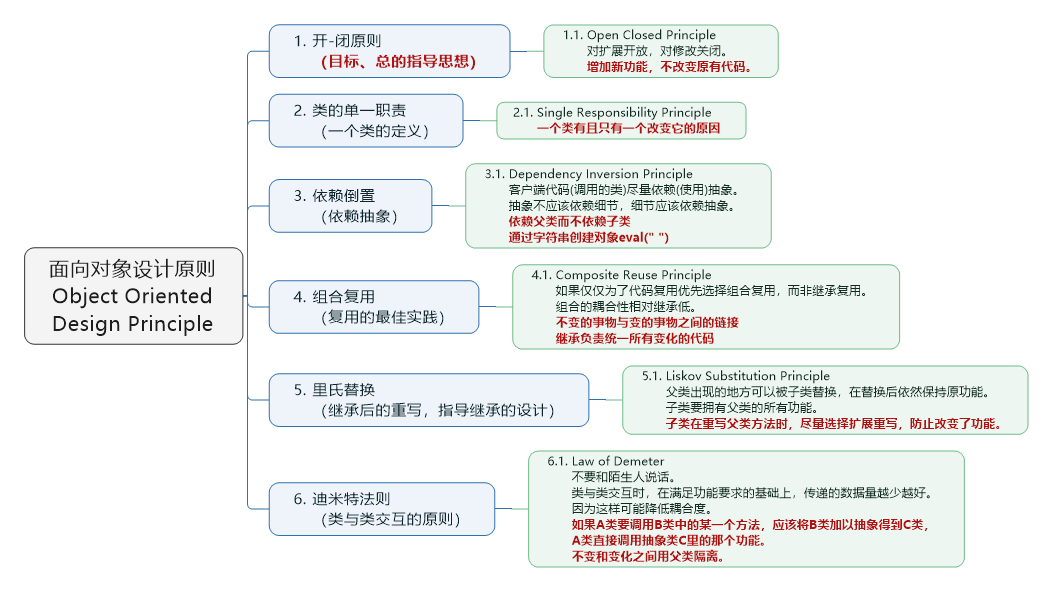 面向对象设计原则
Object Oriented
Design Principle
1. 开-闭原则
（目标、总的指导思想）
1.1. Open Closed Principle
对扩展开放，对修改关闭。
增加新功能，不改变原有代码。
2. 类的单一职责
（一个类的定义）
2.1. Single Responsibility Principle
一个类有且只有一个改变它的原因
3. 依赖倒置
（依赖抽象）
3.1. Dependency Inversion Principle
客户端代码(调用的类)尽量依赖(使用)抽象。
抽象不应该依赖细节，细节应该依赖抽象。
依赖父类而不依赖子类
通过字符串创建对象eval(" ")
4. 组合复用
（复用的最佳实践）
4.1. Composite Reuse Principle
如果仅仅为了代码复用优先选择组合复用，而非继承复用。
组合的耦合性相对继承低。
不变的事物与变的事物之间的链接
继承负责统一所有变化的代码
5. 里氏替换
（继承后的重写，指导继承的设计）
5.1. Liskov Substitution Principle
父类出现的地方可以被子类替换，在替换后依然保持原功能。
子类要拥有父类的所有功能。
子类在重写父类方法时，尽量选择扩展重写，防止改变了功能。
6. 迪米特法则
（类与类交互的原则）
6.1. Law of Demeter
不要和陌生人说话。
类与类交互时，在满足功能要求的基础上，传递的数据量越少越好。
因为这样可能降低耦合度。
如果A类要调用B类中的某一个方法，应该将B类加以抽象得到C类，
A类直接调用抽象类C里的那个功能。
不变和变化之间用父类隔离。